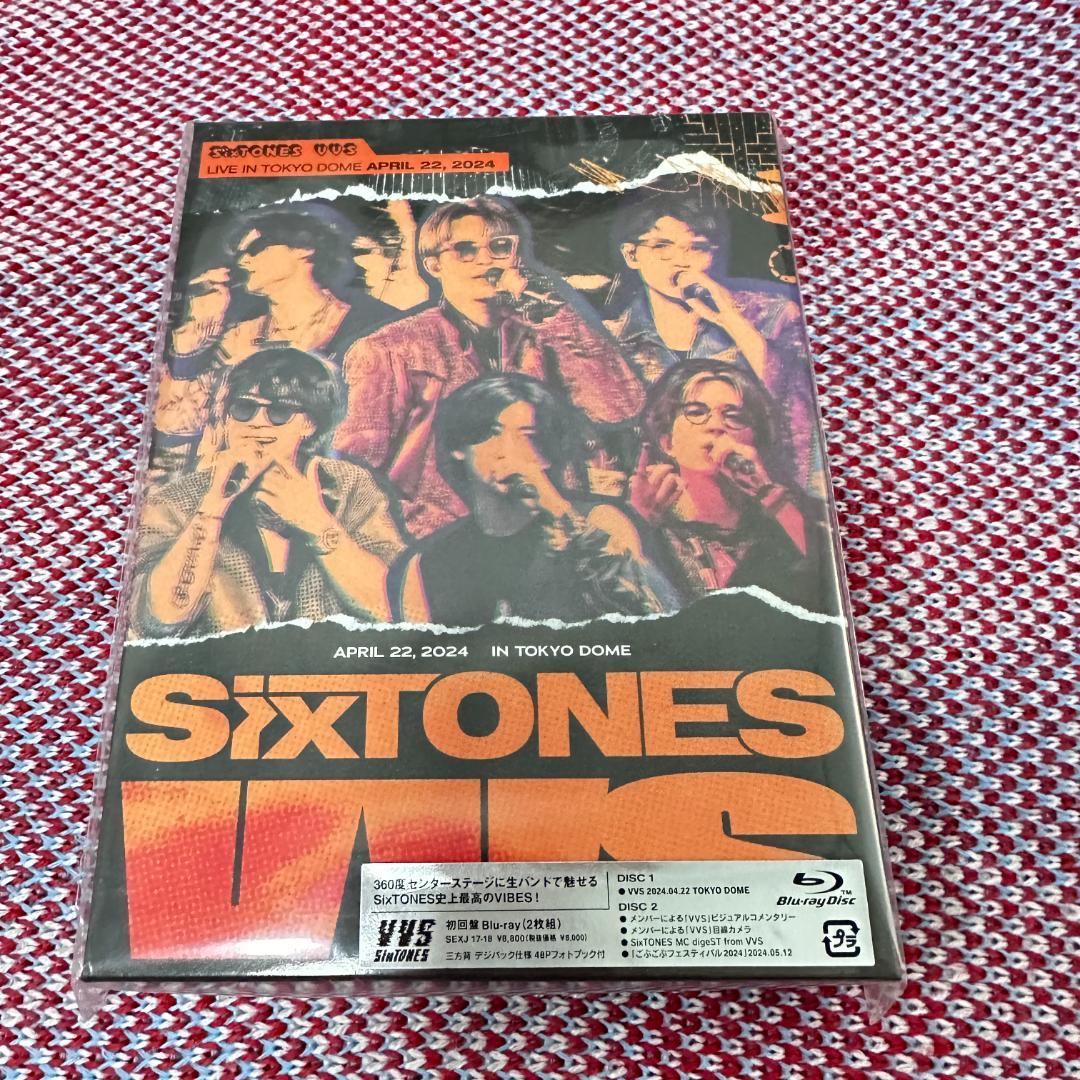 SixTONES VVS
LIVE IN TOKYO DOME APRIL 22, 2024
APRIL 22, 2024 IN TOKYO DOME
SixTONES
VVS
360度センターステージに生バンドで魅せる
SixTONES史上最高のVIBES!
VVS
SixTONES
初回盤 Blu-ray(2枚組)
SEXJ 17-18 ¥8,800(税抜価格 ¥8,000)
三方背 デジパック仕様 48Pフォトブック付
DISC 1
●VVS 2024.04.22 TOKYO DOME
DISC 2
●メンバーによる「VVS」ビジュアルコメンタリー
●メンバーによる「VVS」目線カメラ
●SixTONES MC digeST from VVS
●「ごぶごぶフェスティバル2024」2024.05.12
Blu-ray Disc™
プラ